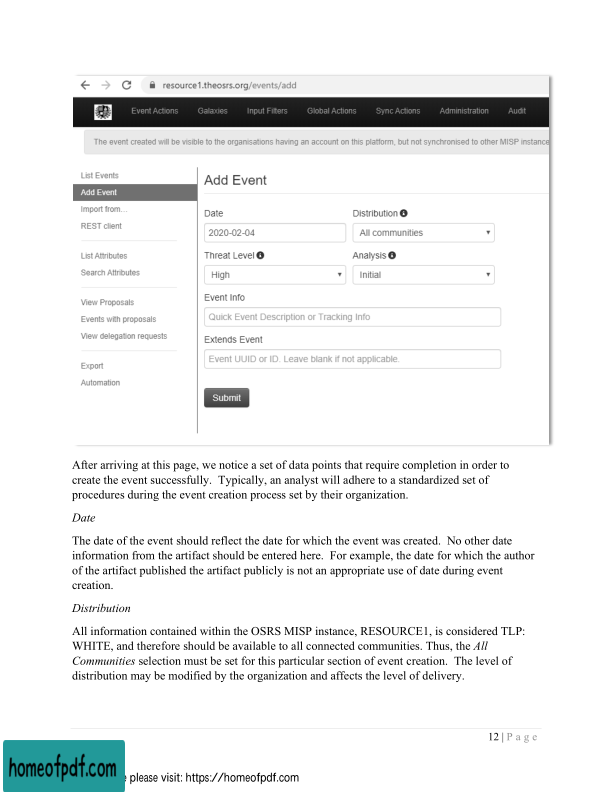 resource1.theosrs.org/events/add
Event Actions Galaxies Input Filters Global Actions Sync Actions Administration Audit
The event created will be visible to the organisations having an account on this platform, but not synchronised to other MISP instance
List Events
Add Event
Import from...
REST client
List Attributes
Search Attributes
View Proposals
Events with proposals
View delegation requests
Export
Automation
Add Event
Date Distribution
2020-02-04 All communities
Threat Level Analysis
High Initial
Event Info
Quick Event Description or Tracking Info
Extends Event
Event UUID or ID. Leave blank if not applicable.
Submit
After arriving at this page, we notice a set of data points that require completion in order to
create the event successfully. Typically, an analyst will adhere to a standardized set of
procedures during the event creation process set by their organization.
Date
The date of the event should reflect the date for which the event was created. No other date
information from the artifact should be entered here. For example, the date for which the author
of the artifact published the artifact publicly is not an appropriate use of date during event
creation.
Distribution
All information contained within the OSRS MISP instance, RESOURCE1, is considered TLP:
WHITE, and therefore should be available to all connected communities. Thus, the All
Communities selection must be set for this particular section of event creation. The level of
distribution may be modified by the organization and affects the level of delivery.
12 | P a g e
homeofpdf.com
please visit: https://homeofpdf.com